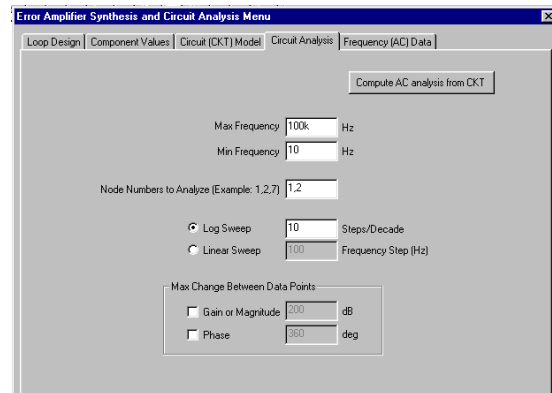 Error Amplifier Synthesis and Circuit Analysis Menu
Loop Design Component Values Circuit (CKT) Model Circuit Analysis Frequency (AC) Data
Compute AC analysis from CKT
Max Frequency 100k Hz
Min Frequency 10 Hz
Node Numbers to Analyze (Example: 1,2,7) 1,2
Log Sweep 10 Steps/Decade
Linear Sweep 100 Frequency Step (Hz)
Max Change Between Data Points
Gain or Magnitude 200 dB
Phase 360 deg